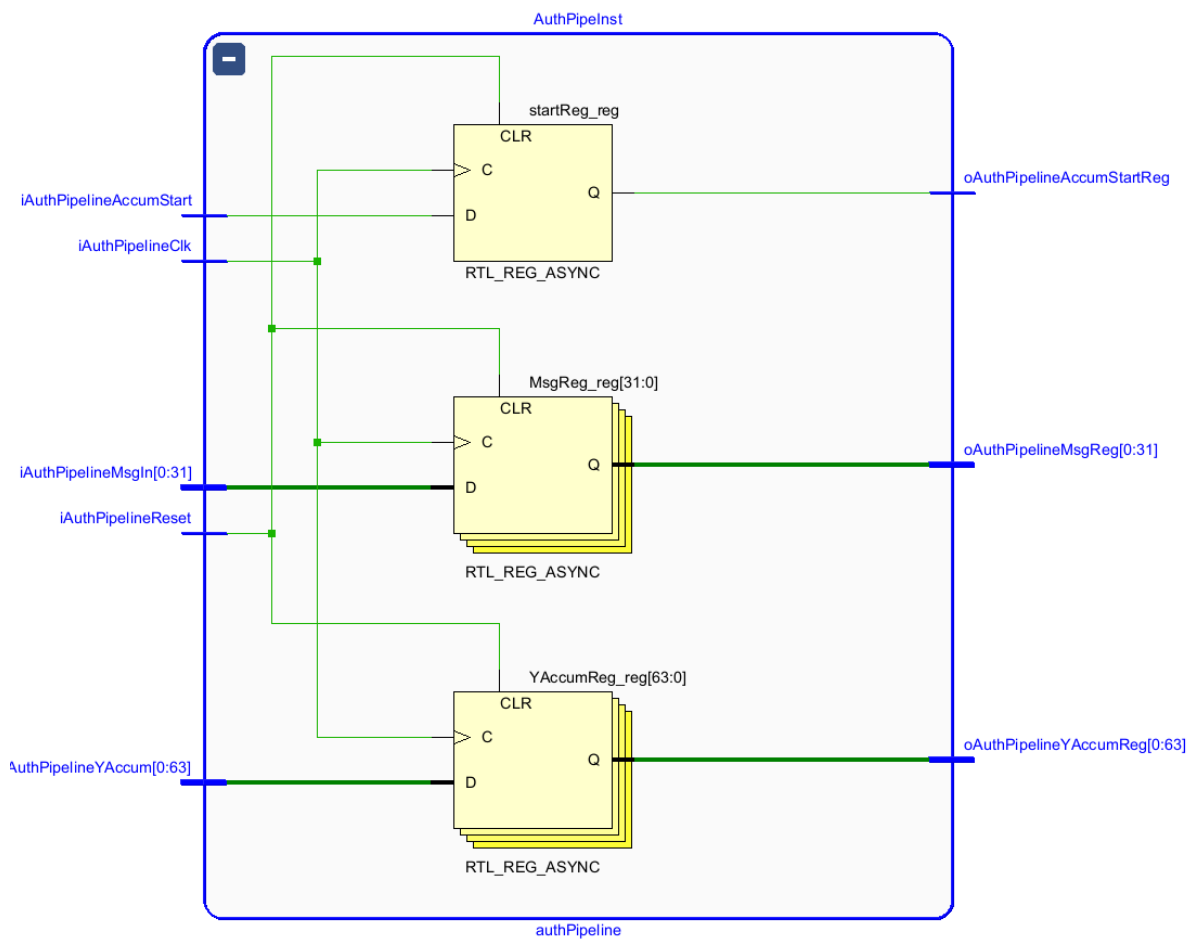 AuthPipeInst
startReg_reg
CLR
C
iAuthPipelineAccumStart
D
Q
oAuthPipelineAccumStartReg
iAuthPipelineClk
RTL_REG_ASYNC
MsgReg_reg[31:0]
CLR
C
iAuthPipelineMsgIn[0:31]
D
Q
oAuthPipelineMsgReg[0:31]
iAuthPipelineReset
RTL_REG_ASYNC
YAccumReg_reg[63:0]
CLR
C
AuthPipelineYAccum[0:63]
D
Q
oAuthPipelineYAccumReg[0:63]
RTL_REG_ASYNC
authPipeline